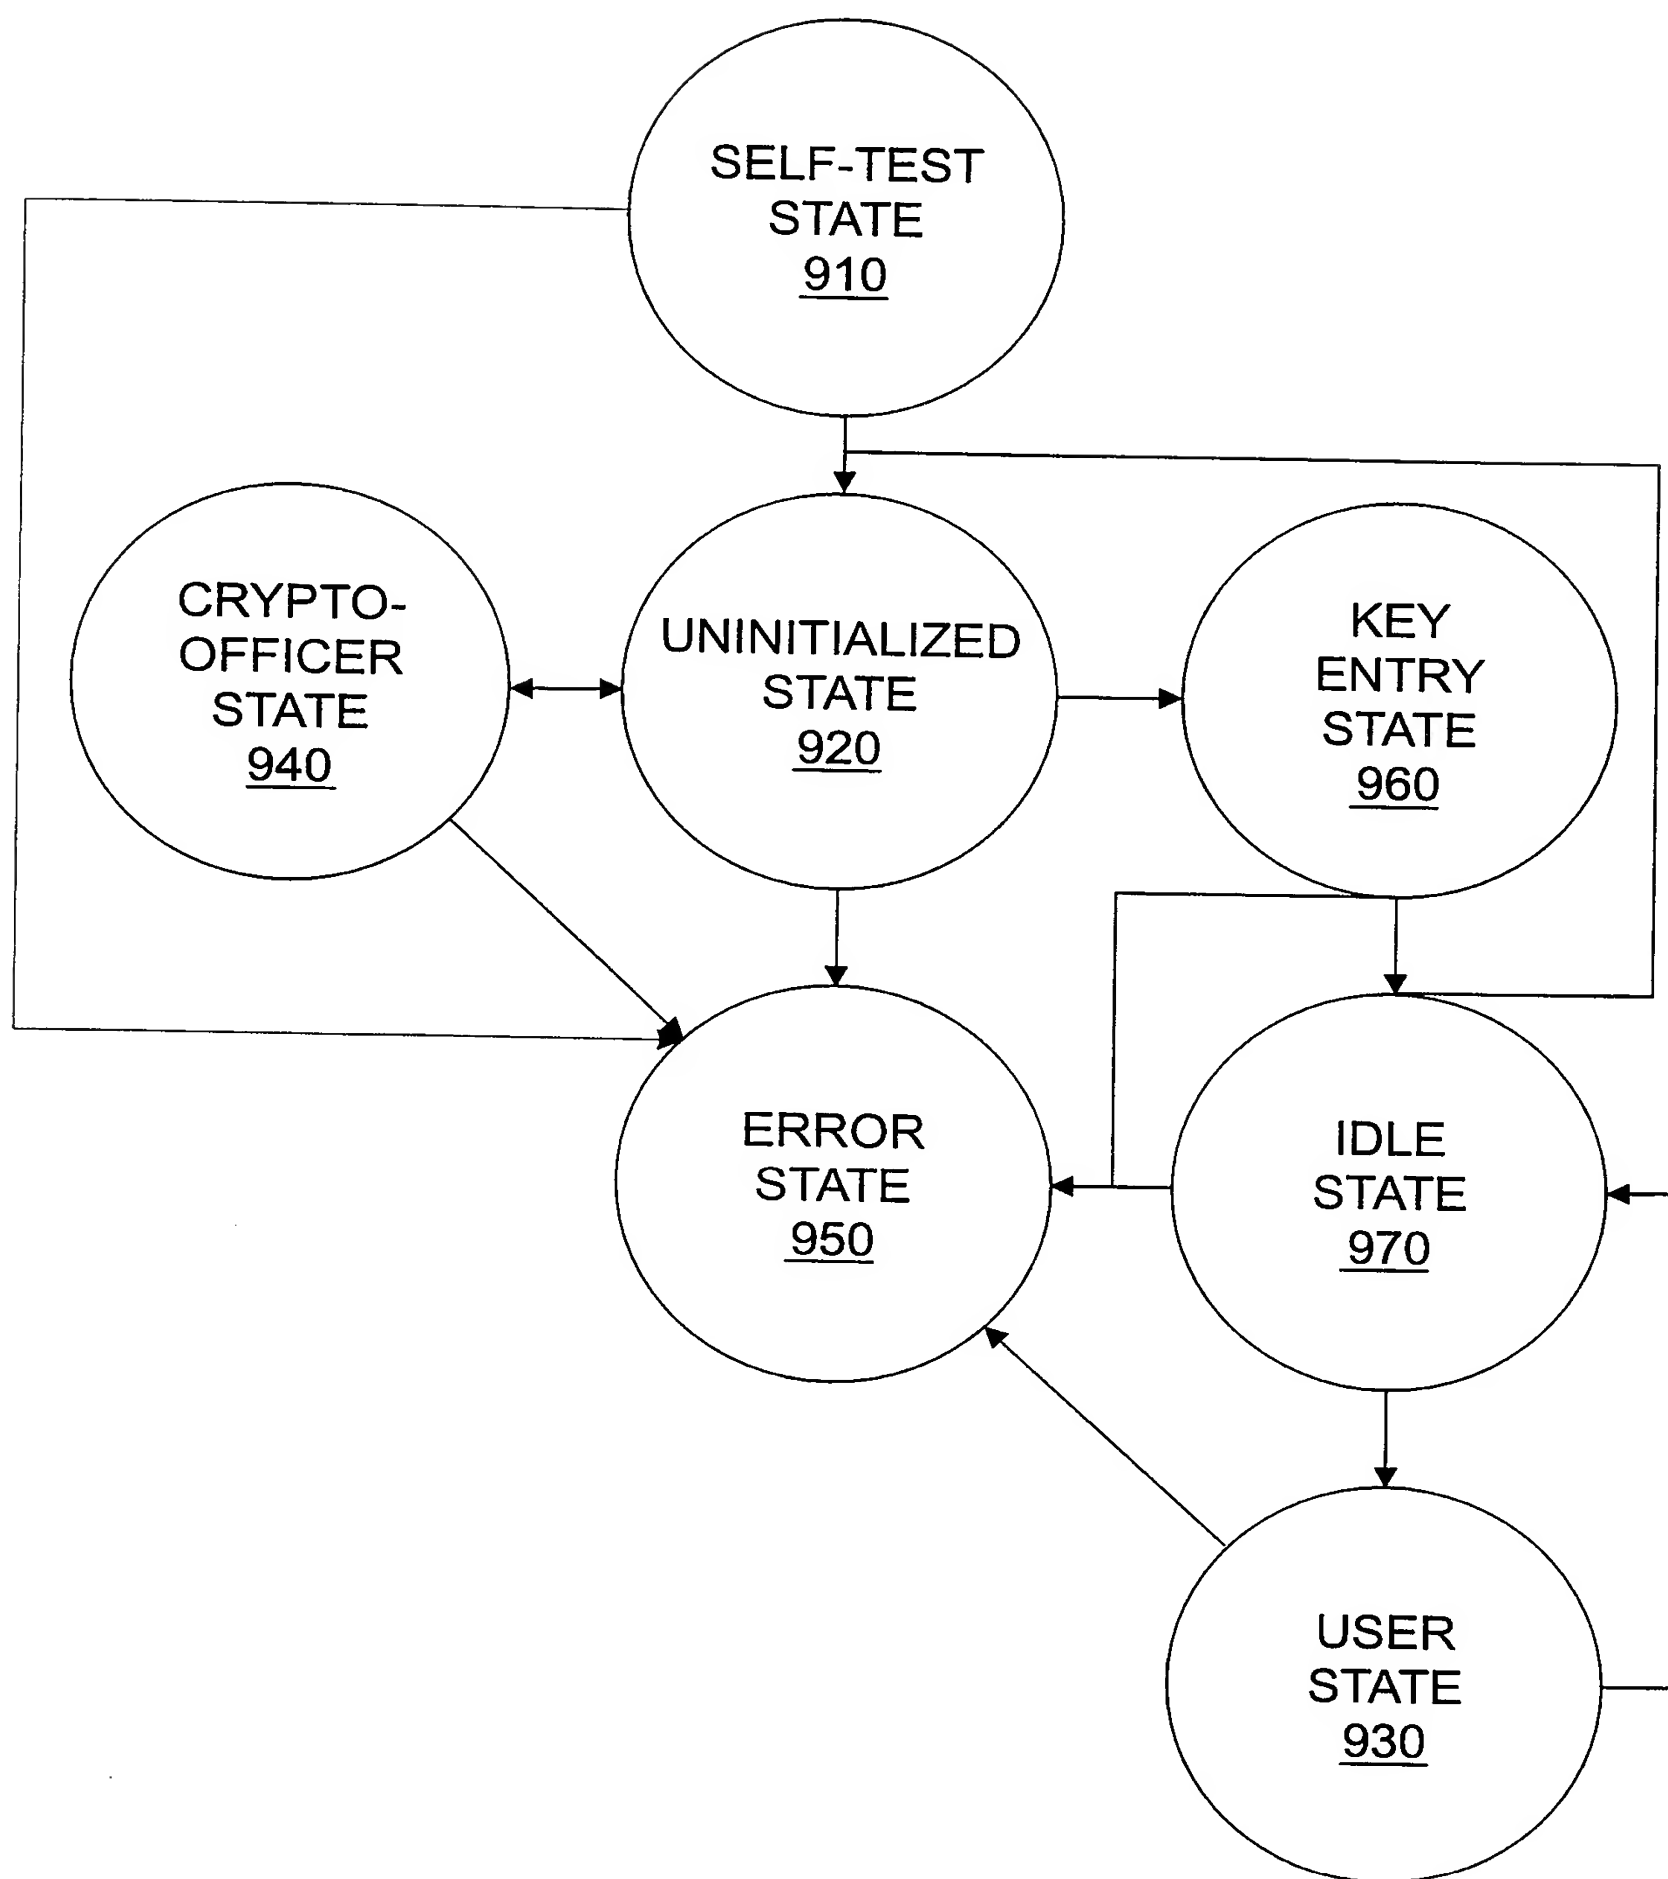 SELF-TEST
STATE
910
CRYPTO-
OFFICER
STATE
940
UNINITIALIZED
STATE
920
KEY
ENTRY
STATE
960
ERROR
STATE
950
IDLE
STATE
970
USER
STATE
930